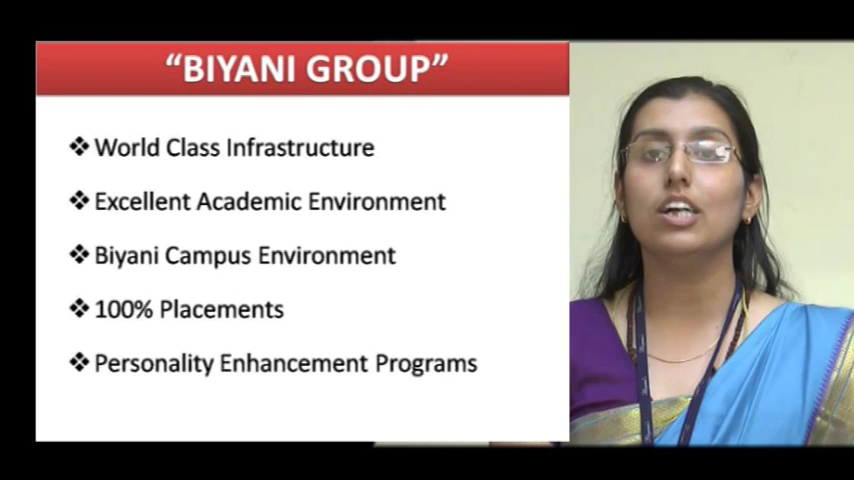 “BIYANI GROUP”
❖ World Class Infrastructure
❖ Excellent Academic Environment
❖ Biyani Campus Environment
❖ 100% Placements
❖ Personality Enhancement Programs